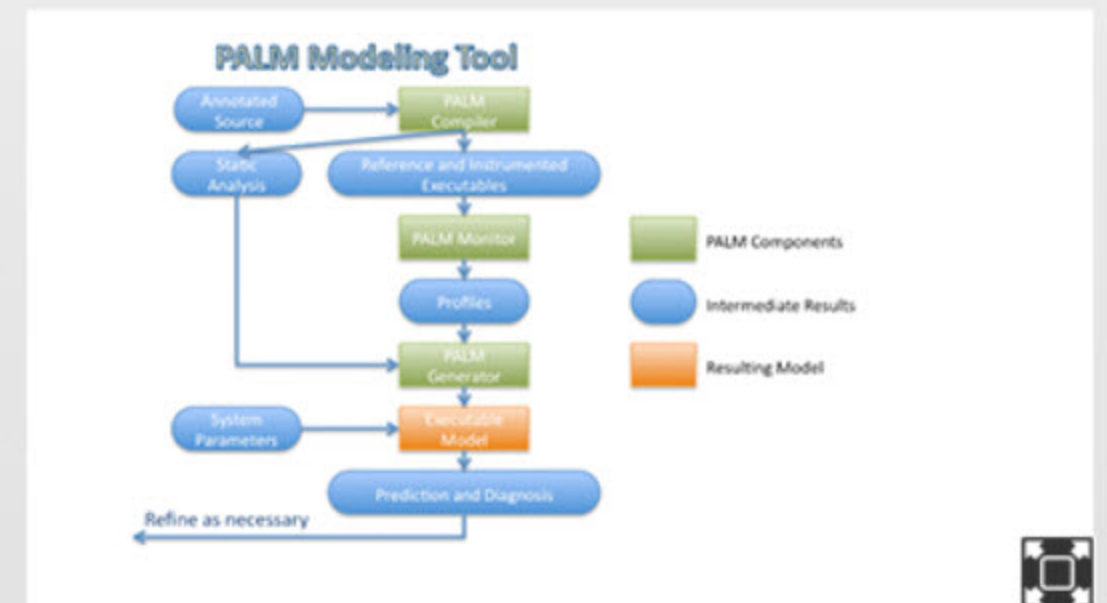 PALM Modeling Tool
Annotated
Source
PALM
Compiler
Static
Analysis
Reference and Instrumented
Executables
PALM Monitor
PALM Components
Profiles
Intermediate Results
PALM
Generator
Resulting Model
System
Parameters
Executable
Model
Prediction and Diagnosis
Refine as necessary